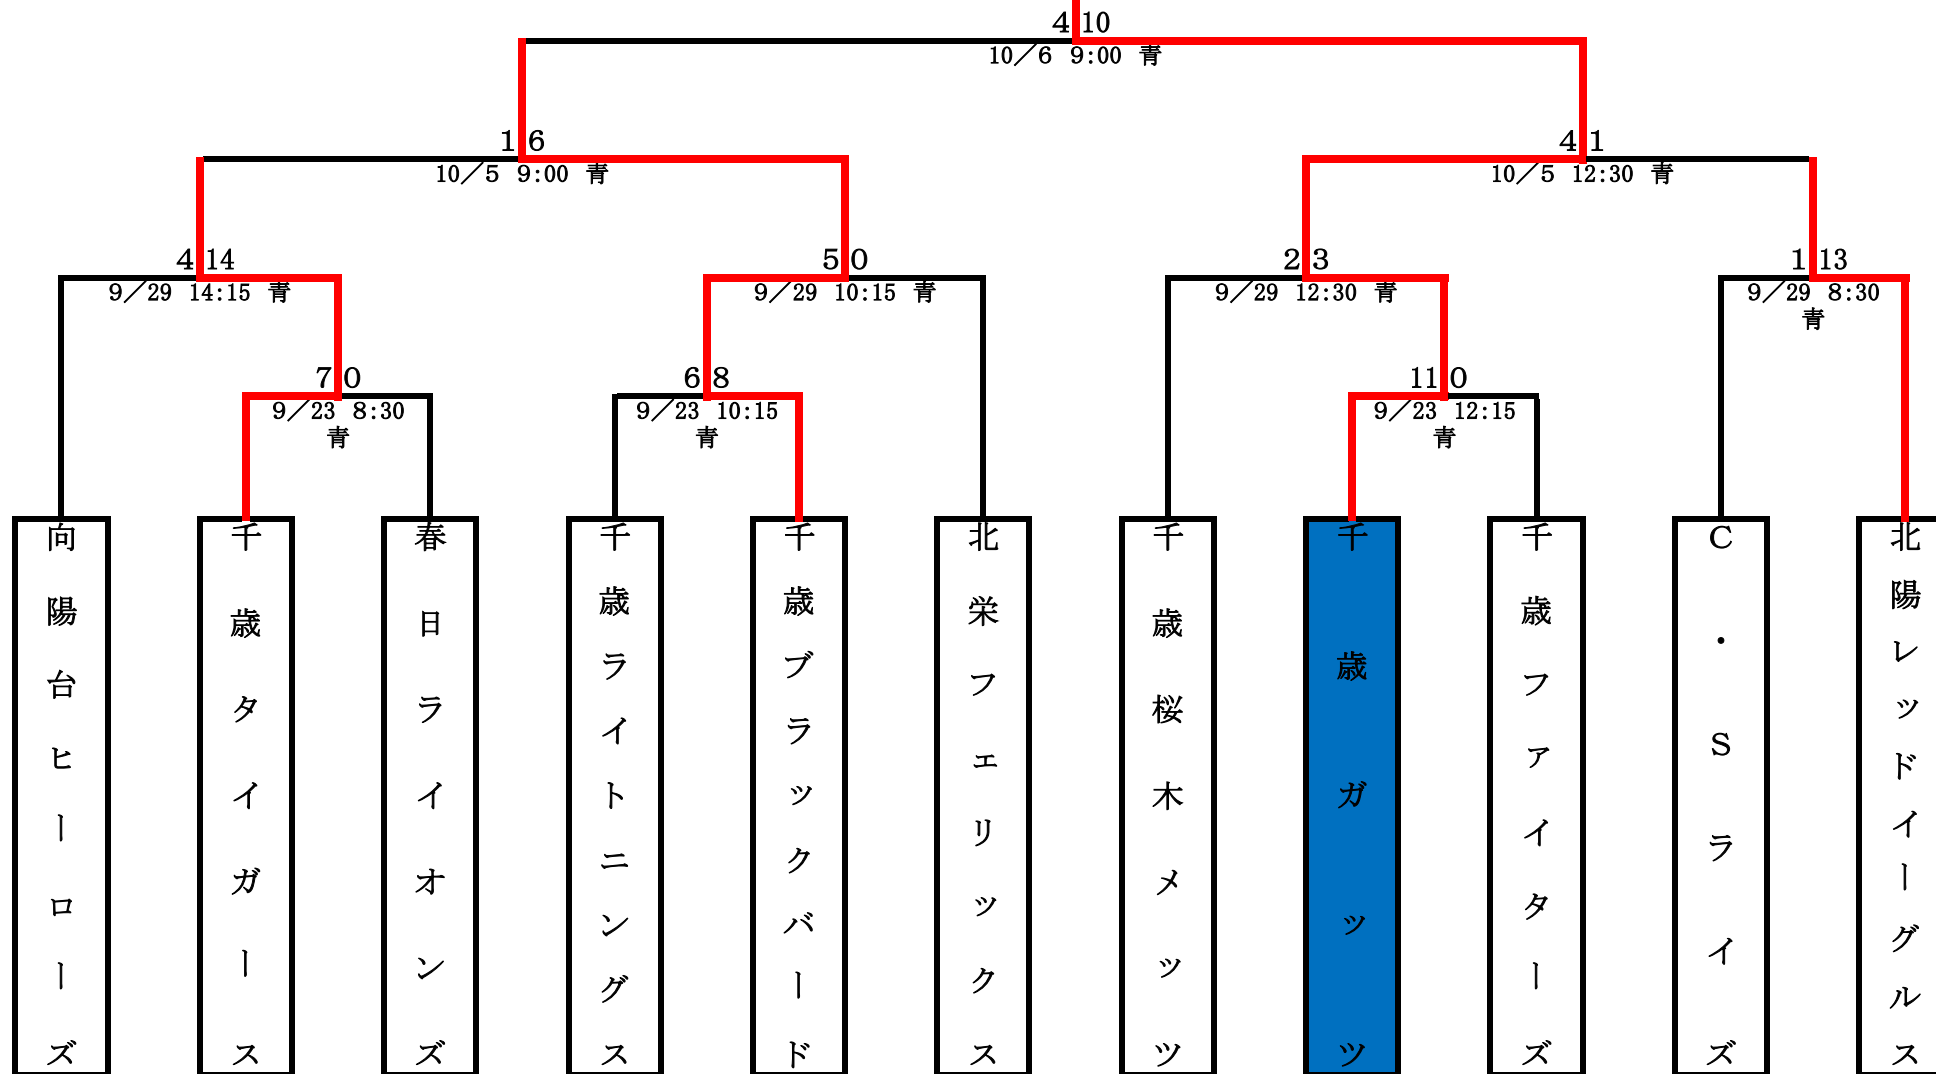 4 10
10/6 9:00 青
1 6
10/5 9:00 青
4 1
10/5 12:30 青
4 14
9/29 14:15 青
5 0
9/29 10:15 青
2 3
9/29 12:30 青
1 13
9/29 8:30
青
7 0
9/23 8:30
青
6 8
9/23 10:15
青
11 0
9/23 12:15
青
向陽台ヒーローズ
千歳タイガース
春日ライオンズ
千歳ライトニングス
千歳ブラックバード
北栄フェリックス
千歳桜木メッツ
千歳ガッツ
千歳ファイターズ
C・Sライズ
北陽レッドイーグルス